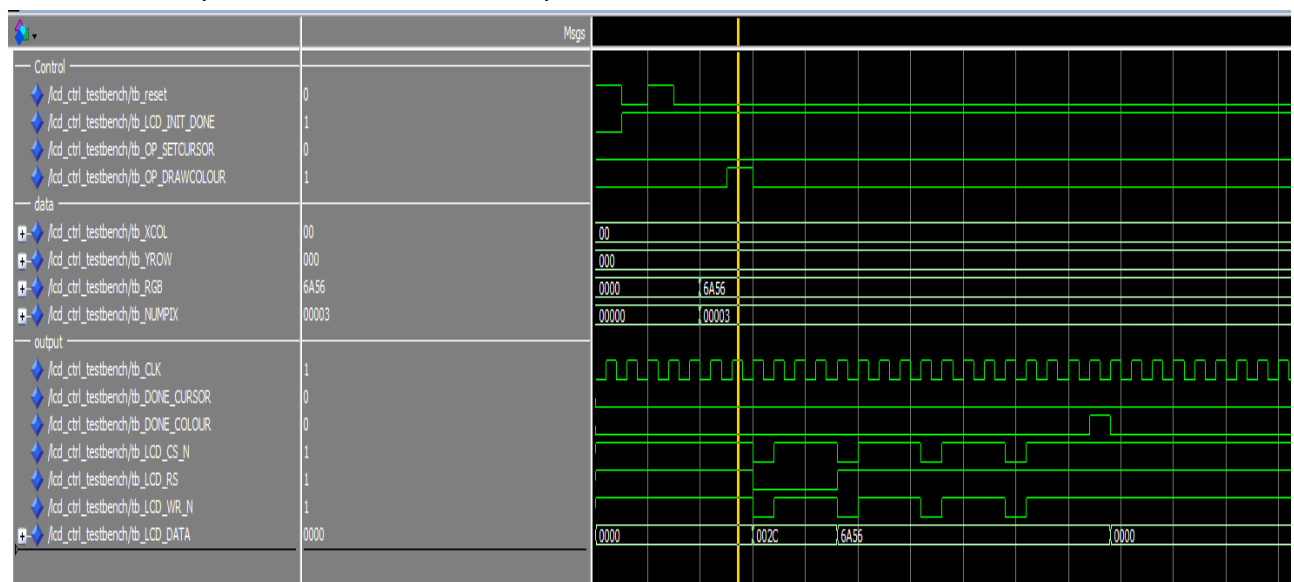 Msgs
Control
/lcd_ctrl_testbench/tb_reset 0
/lcd_ctrl_testbench/tb_LCD_INIT_DONE 1
/lcd_ctrl_testbench/tb_OP_SETCURSOR 0
/lcd_ctrl_testbench/tb_OP_DRAWCOLOUR 1
data
/lcd_ctrl_testbench/tb_XCOL 00 00
/lcd_ctrl_testbench/tb_YROW 000 000
/lcd_ctrl_testbench/tb_RGB 6A56 0000 6A56
/lcd_ctrl_testbench/tb_NUMPIX 00003 00000 00003
output
/lcd_ctrl_testbench/tb_CLK 1
/lcd_ctrl_testbench/tb_DONE_CURSOR 0
/lcd_ctrl_testbench/tb_DONE_COLOUR 0
/lcd_ctrl_testbench/tb_LCD_CS_N 1
/lcd_ctrl_testbench/tb_LCD_RS 1
/lcd_ctrl_testbench/tb_LCD_WR_N 1
/lcd_ctrl_testbench/tb_LCD_DATA 0000 0000 002C 6A56 0000